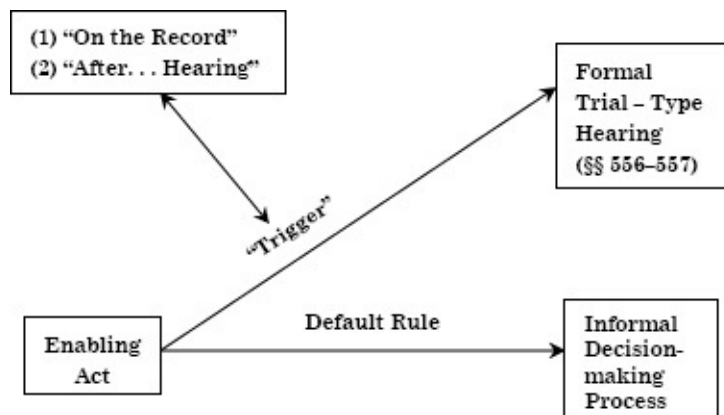 (1) “On the Record”
(2) “After. . . Hearing”
Formal
Trial – Type
Hearing
(§§ 556–557)
“Trigger”
Default Rule
Enabling
Act
Informal
Decision-
making
Process